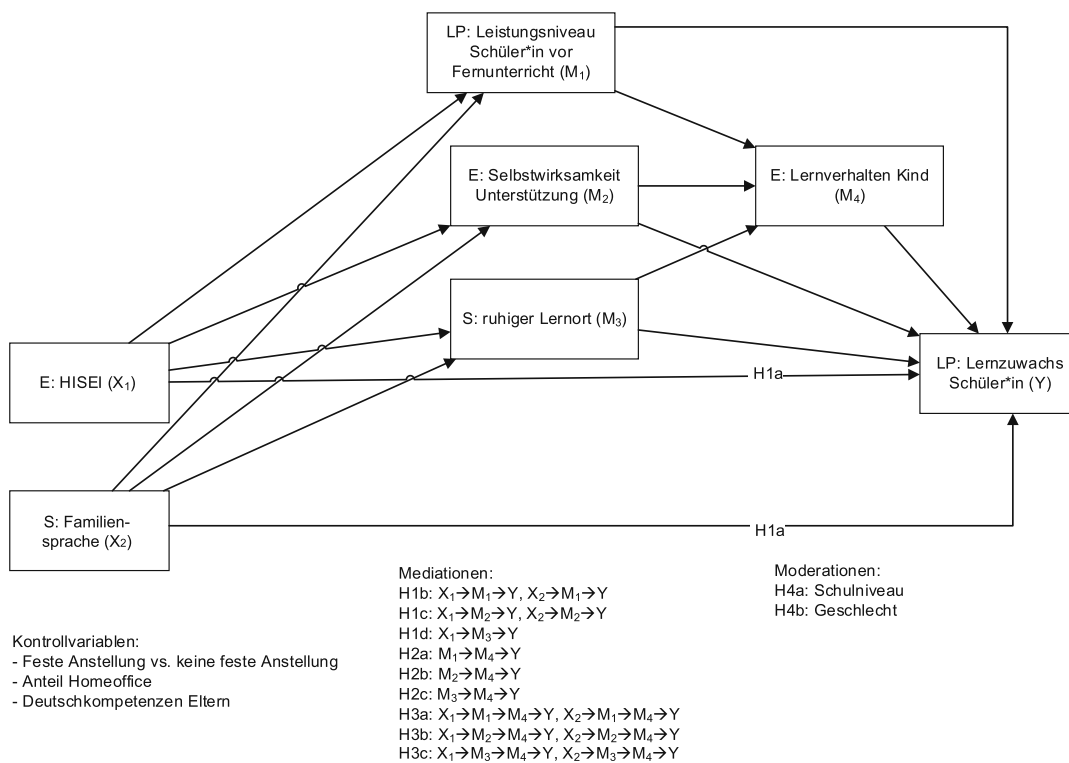 LP: Leistungsniveau
Schüler*in vor
Fernunterricht (M₁)
E: Selbstwirksamkeit
Unterstützung (M₂)
E: Lernverhalten Kind
(M₄)
S: ruhiger Lernort (M₃)
E: HISEI (X₁)
LP: Lernzuwachs
Schüler*in (Y)
H1a
S: Familien-
sprache (X₂)
H1a
Mediationen:
H1b: X₁→M₁→Y, X₂→M₁→Y
H1c: X₁→M₂→Y, X₂→M₂→Y
H1d: X₁→M₃→Y
H2a: M₁→M₄→Y
H2b: M₂→M₄→Y
H2c: M₃→M₄→Y
H3a: X₁→M₁→M₄→Y, X₂→M₁→M₄→Y
H3b: X₁→M₂→M₄→Y, X₂→M₂→M₄→Y
H3c: X₁→M₃→M₄→Y, X₂→M₃→M₄→Y
Moderationen:
H4a: Schulniveau
H4b: Geschlecht
Kontrollvariablen:
- Feste Anstellung vs. keine feste Anstellung
- Anteil Homeoffice
- Deutschkompetenzen Eltern